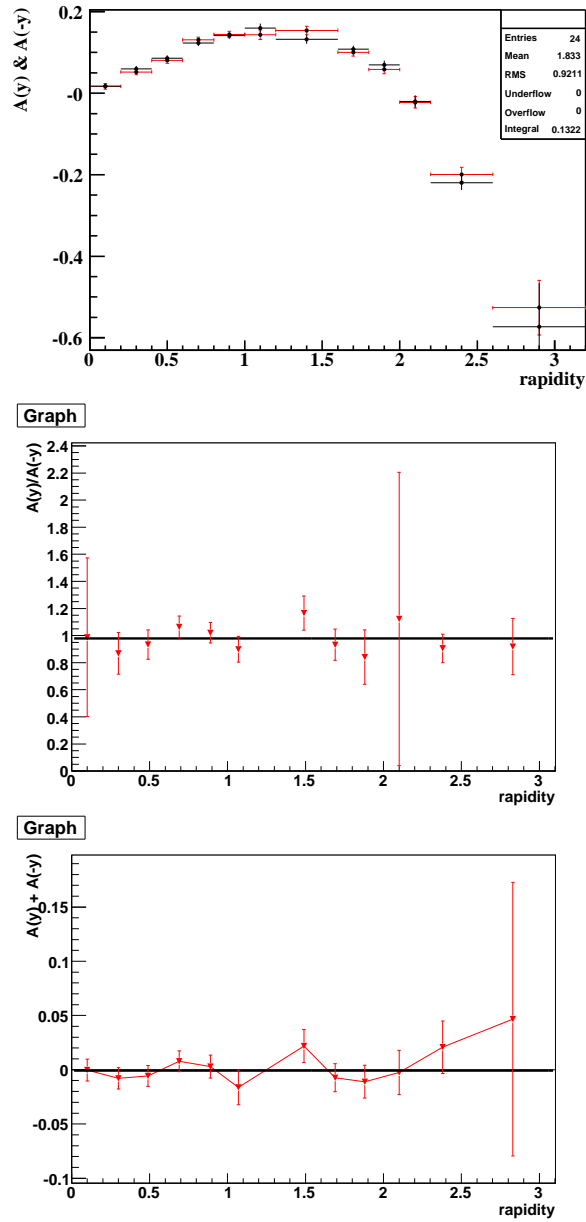 A(y) & A(-y)
0.2
-0
-0.2
-0.4
-0.6
Entries 24
Mean 1.833
RMS 0.9211
Underflow 0
Overflow 0
Integral 0.1322
0 0.5 1 1.5 2 2.5 3
rapidity
Graph
A(y)/A(-y)
2.4
2.2
2
1.8
1.6
1.4
1.2
1
0.8
0.6
0.4
0.2
0
0 0.5 1 1.5 2 2.5 3
rapidity
Graph
A(y) + A(-y)
0.15
0.1
0.05
0
-0.05
-0.1
0 0.5 1 1.5 2 2.5 3
rapidity